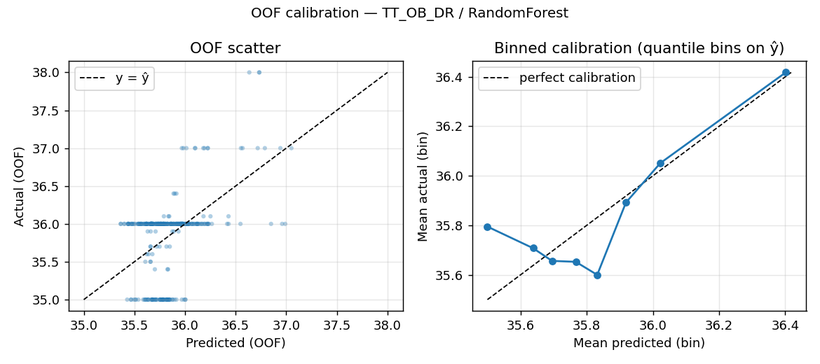 OOF calibration — TT_OB_DR / RandomForest
OOF scatter
y = ŷ
38.0
37.5
37.0
36.5
36.0
35.5
35.0
Actual (OOF)
35.0 35.5 36.0 36.5 37.0 37.5 38.0
Predicted (OOF)
Binned calibration (quantile bins on ŷ)
perfect calibration
36.4
36.2
36.0
35.8
35.6
Mean actual (bin)
35.6 35.8 36.0 36.2 36.4
Mean predicted (bin)